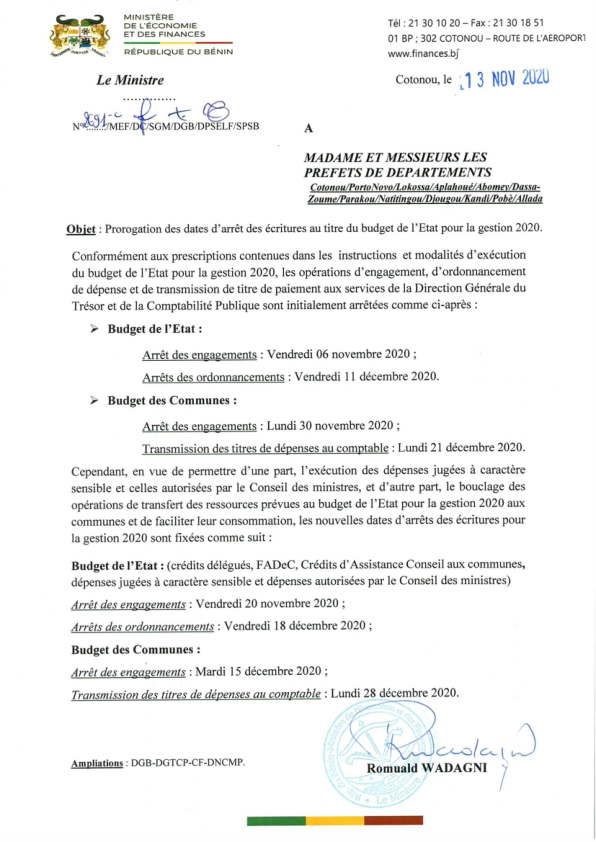 MINISTÈRE
DE L'ÉCONOMIE
ET DES FINANCES
RÉPUBLIQUE DU BÉNIN
Tél : 21 30 10 20 – Fax : 21 30 18 51
01 BP ; 302 COTONOU – ROUTE DE L'AEROPORT
www.finances.bj
Le Ministre
.............
Cotonou, le 13 NOV 2020
N° /MEF/DC/SGM/DGB/DPSELF/SPSB
A
MADAME ET MESSIEURS LES
PREFETS DE DEPARTEMENTS
Cotonou/PortoNovo/Lokossa/Aplahoué/Abomey/Dassa-
Zoume/Parakou/Natitingou/Djougou/Kandi/Pobè/Allada
Objet : Prorogation des dates d'arrêt des écritures au titre du budget de l'Etat pour la gestion 2020.
Conformément aux prescriptions contenues dans les instructions et modalités d'exécution
du budget de l'Etat pour la gestion 2020, les opérations d'engagement, d'ordonnancement
de dépense et de transmission de titre de paiement aux services de la Direction Générale du
Trésor et de la Comptabilité Publique sont initialement arrêtées comme ci-après :
➤ Budget de l'Etat :
Arrêt des engagements : Vendredi 06 novembre 2020 ;
Arrêts des ordonnancements : Vendredi 11 décembre 2020.
➤ Budget des Communes :
Arrêt des engagements : Lundi 30 novembre 2020 ;
Transmission des titres de dépenses au comptable : Lundi 21 décembre 2020.
Cependant, en vue de permettre d'une part, l'exécution des dépenses jugées à caractère
sensible et celles autorisées par le Conseil des ministres, et d'autre part, le bouclage des
opérations de transfert des ressources prévues au budget de l'Etat pour la gestion 2020 aux
communes et de faciliter leur consommation, les nouvelles dates d'arrêts des écritures pour
la gestion 2020 sont fixées comme suit :
Budget de l'Etat : (crédits délégués, FADeC, Crédits d'Assistance Conseil aux communes,
dépenses jugées à caractère sensible et dépenses autorisées par le Conseil des ministres)
Arrêt des engagements : Vendredi 20 novembre 2020 ;
Arrêts des ordonnancements : Vendredi 18 décembre 2020 ;
Budget des Communes :
Arrêt des engagements : Mardi 15 décembre 2020 ;
Transmission des titres de dépenses au comptable : Lundi 28 décembre 2020.
Ampliations : DGB-DGTCP-CF-DNCMP.
Romuald WADAGNI
Le Ministre